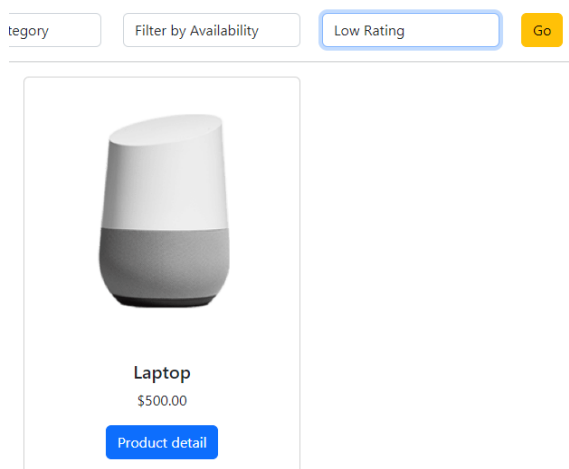 tegory
Filter by Availability
Low Rating
Go
Laptop
$500.00
Product detail